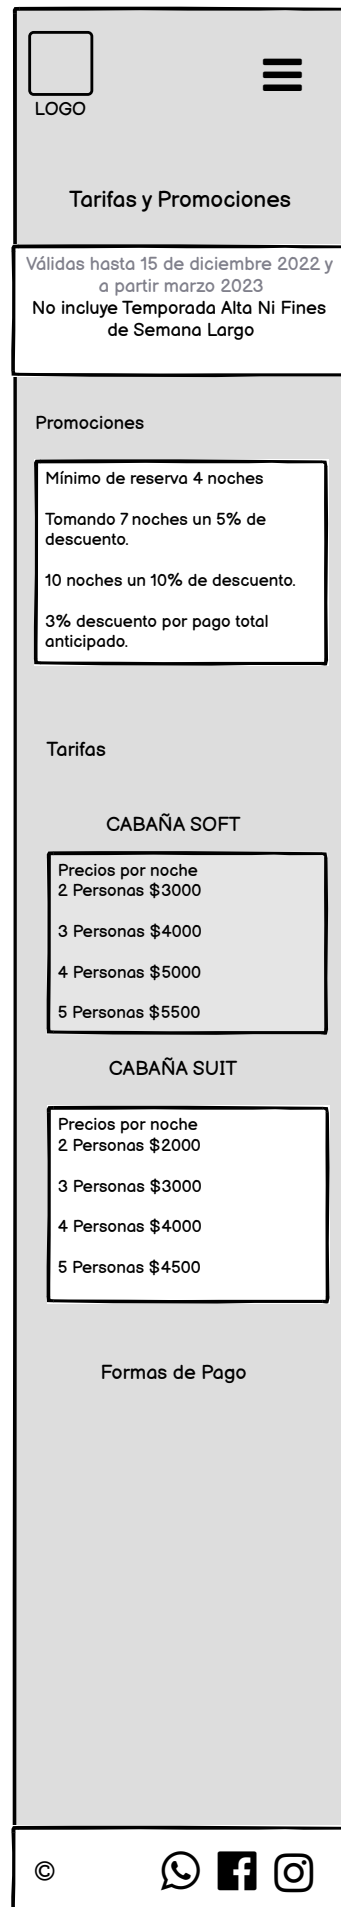 LOGO
Tarifas y Promociones
Válidas hasta 15 de diciembre 2022 y
a partir marzo 2023
No incluye Temporada Alta Ni Fines
de Semana Largo
Promociones
Mínimo de reserva 4 noches
Tomando 7 noches un 5% de
descuento.
10 noches un 10% de descuento.
3% descuento por pago total
anticipado.
Tarifas
CABAÑA SOFT
Precios por noche
2 Personas $3000
3 Personas $4000
4 Personas $5000
5 Personas $5500
CABAÑA SUIT
Precios por noche
2 Personas $2000
3 Personas $3000
4 Personas $4000
5 Personas $4500
Formas de Pago
©